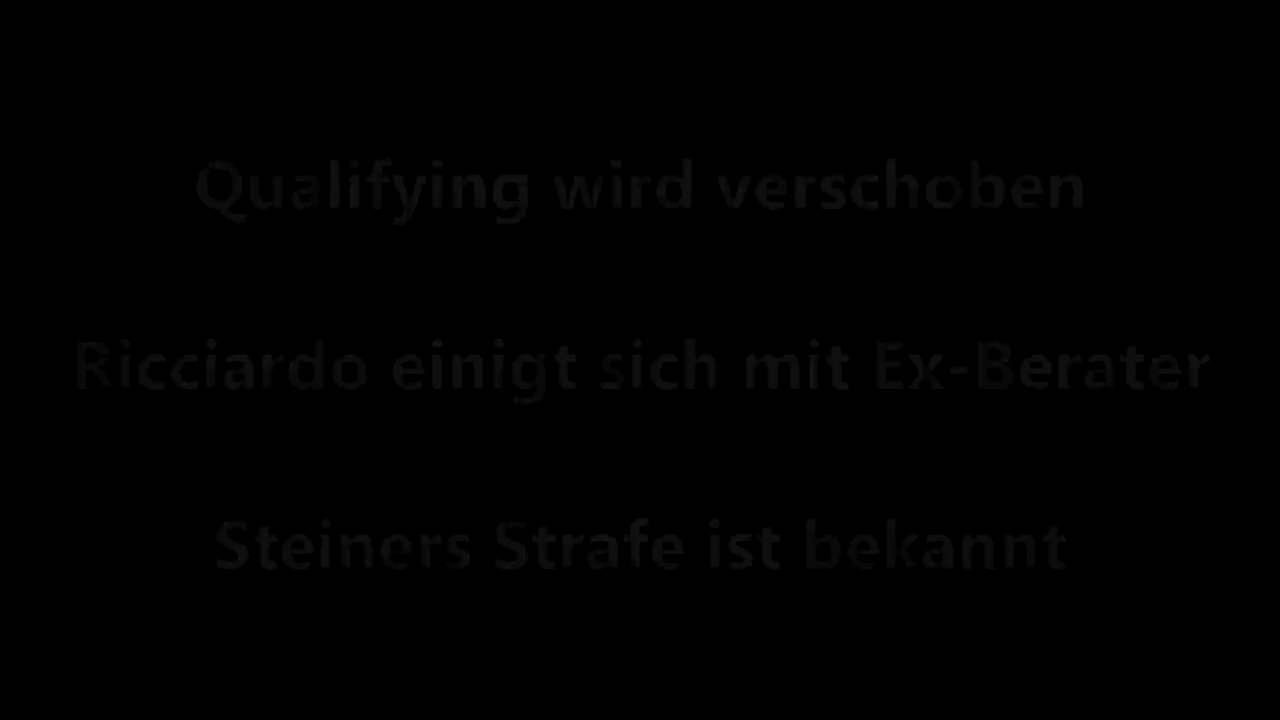 Qualifying wird verschoben
Ricciardo einigt sich mit Ex-Berater
Steiners Strafe ist bekannt